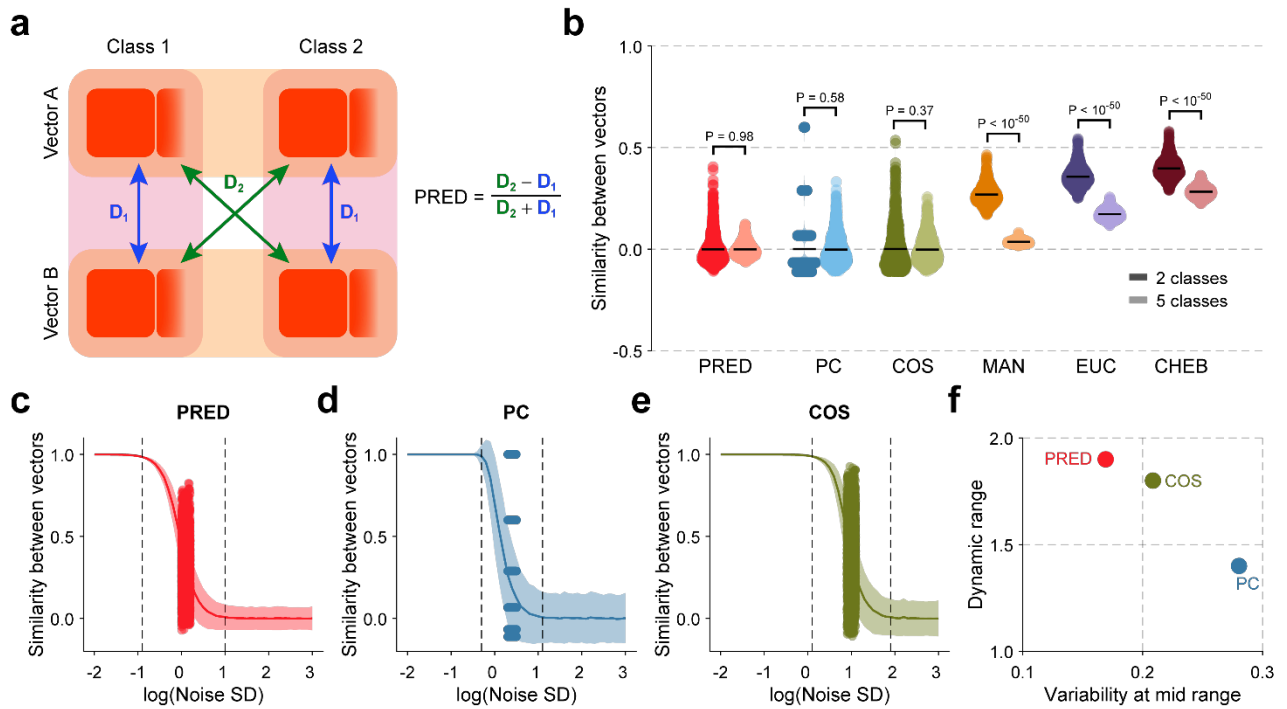 a
Class 1
Class 2
Vector A
Vector B
D1
D2
D1
PRED = D2 − D1
D2 + D1
b
Similarity between vectors
1.0
0.5
0.0
-0.5
P = 0.98
P = 0.58
P = 0.37
P < 10-50
P < 10-50
P < 10-50
2 classes
5 classes
PRED
PC
COS
MAN
EUC
CHEB
c
PRED
Similarity between vectors
1.0
0.5
0.0
-2
-1
0
1
2
3
log(Noise SD)
d
PC
Similarity between vectors
1.0
0.5
0.0
-2
-1
0
1
2
3
log(Noise SD)
e
COS
Similarity between vectors
1.0
0.5
0.0
-2
-1
0
1
2
3
log(Noise SD)
f
Dynamic range
2.0
1.5
1.0
PRED
COS
PC
0.1
0.2
0.3
Variability at mid range